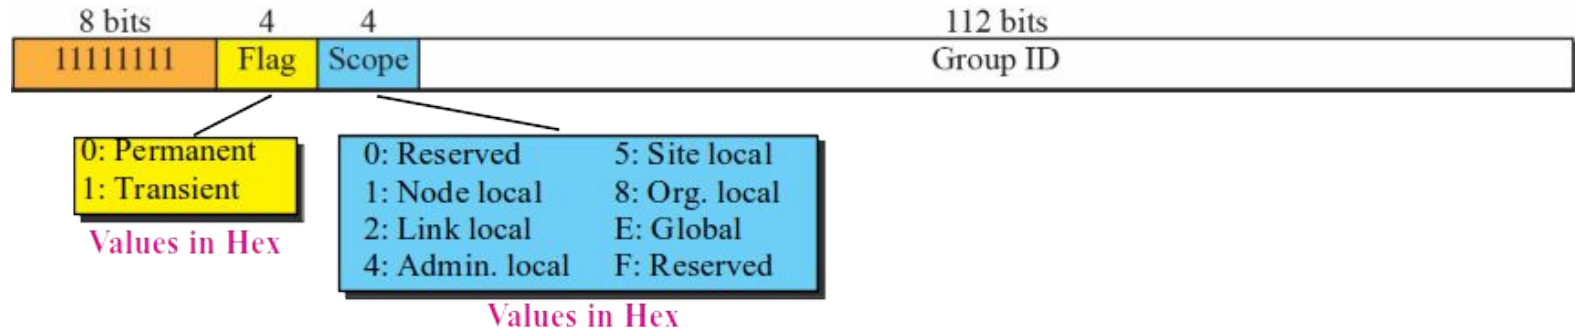 8 bits 4 4 112 bits
11111111 Flag Scope Group ID
0: Permanent
1: Transient
Values in Hex
0: Reserved 5: Site local
1: Node local 8: Org. local
2: Link local E: Global
4: Admin. local F: Reserved
Values in Hex